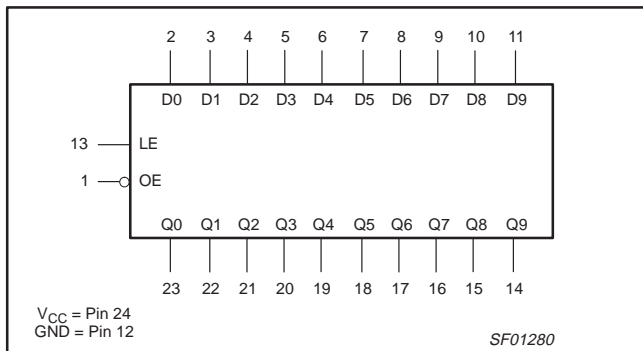 2 3 4 5 6 7 8 9 10 11
D0 D1 D2 D3 D4 D5 D6 D7 D8 D9
13 LE
1 OE
Q0 Q1 Q2 Q3 Q4 Q5 Q6 Q7 Q8 Q9
23 22 21 20 19 18 17 16 15 14
VCC = Pin 24
GND = Pin 12
SF01280